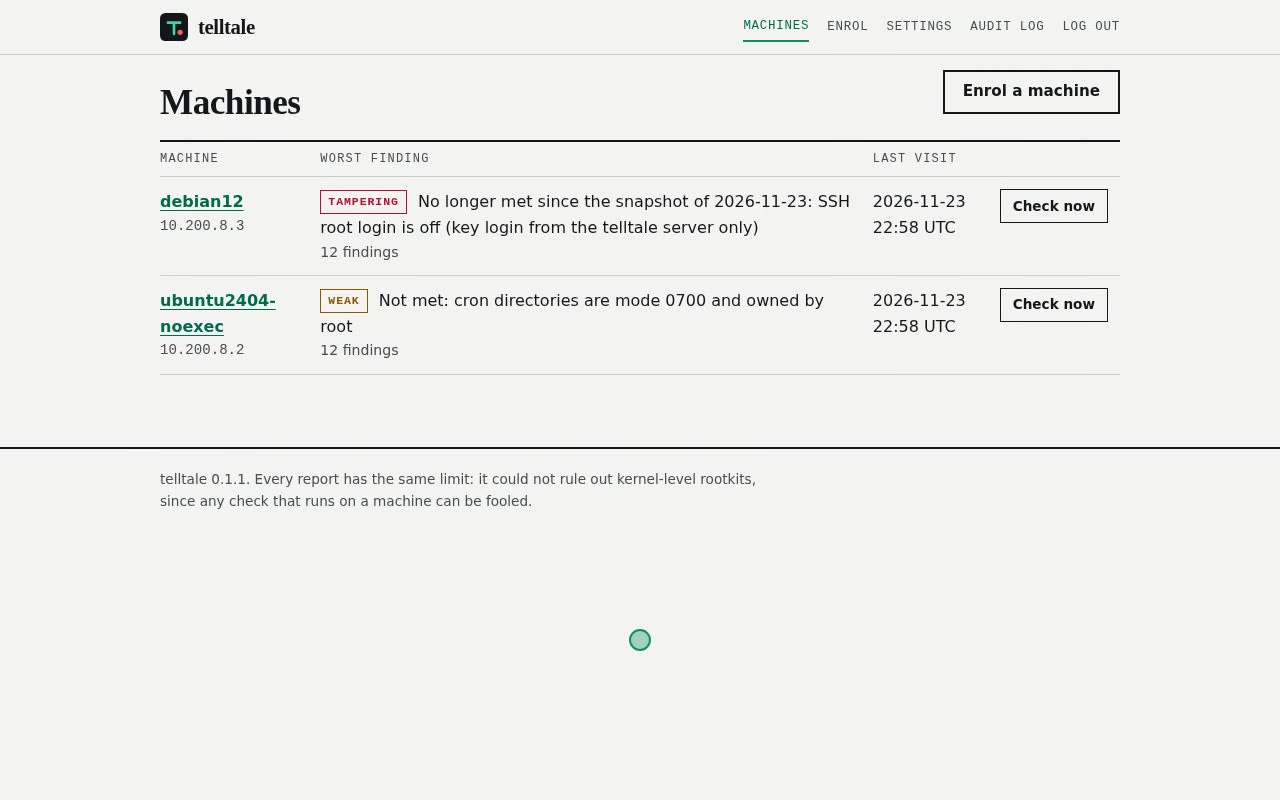 telltale
MACHINES ENROL SETTINGS AUDIT LOG LOG OUT
Machines
Enrol a machine
MACHINE WORST FINDING LAST VISIT
debian12
10.200.8.3
TAMPERING No longer met since the snapshot of 2026-11-23: SSH
root login is off (key login from the telltale server only)
12 findings
2026-11-23
22:58 UTC
Check now
ubuntu2404-
noexec
10.200.8.2
WEAK Not met: cron directories are mode 0700 and owned by
root
12 findings
2026-11-23
22:58 UTC
Check now
telltale 0.1.1. Every report has the same limit: it could not rule out kernel-level rootkits,
since any check that runs on a machine can be fooled.